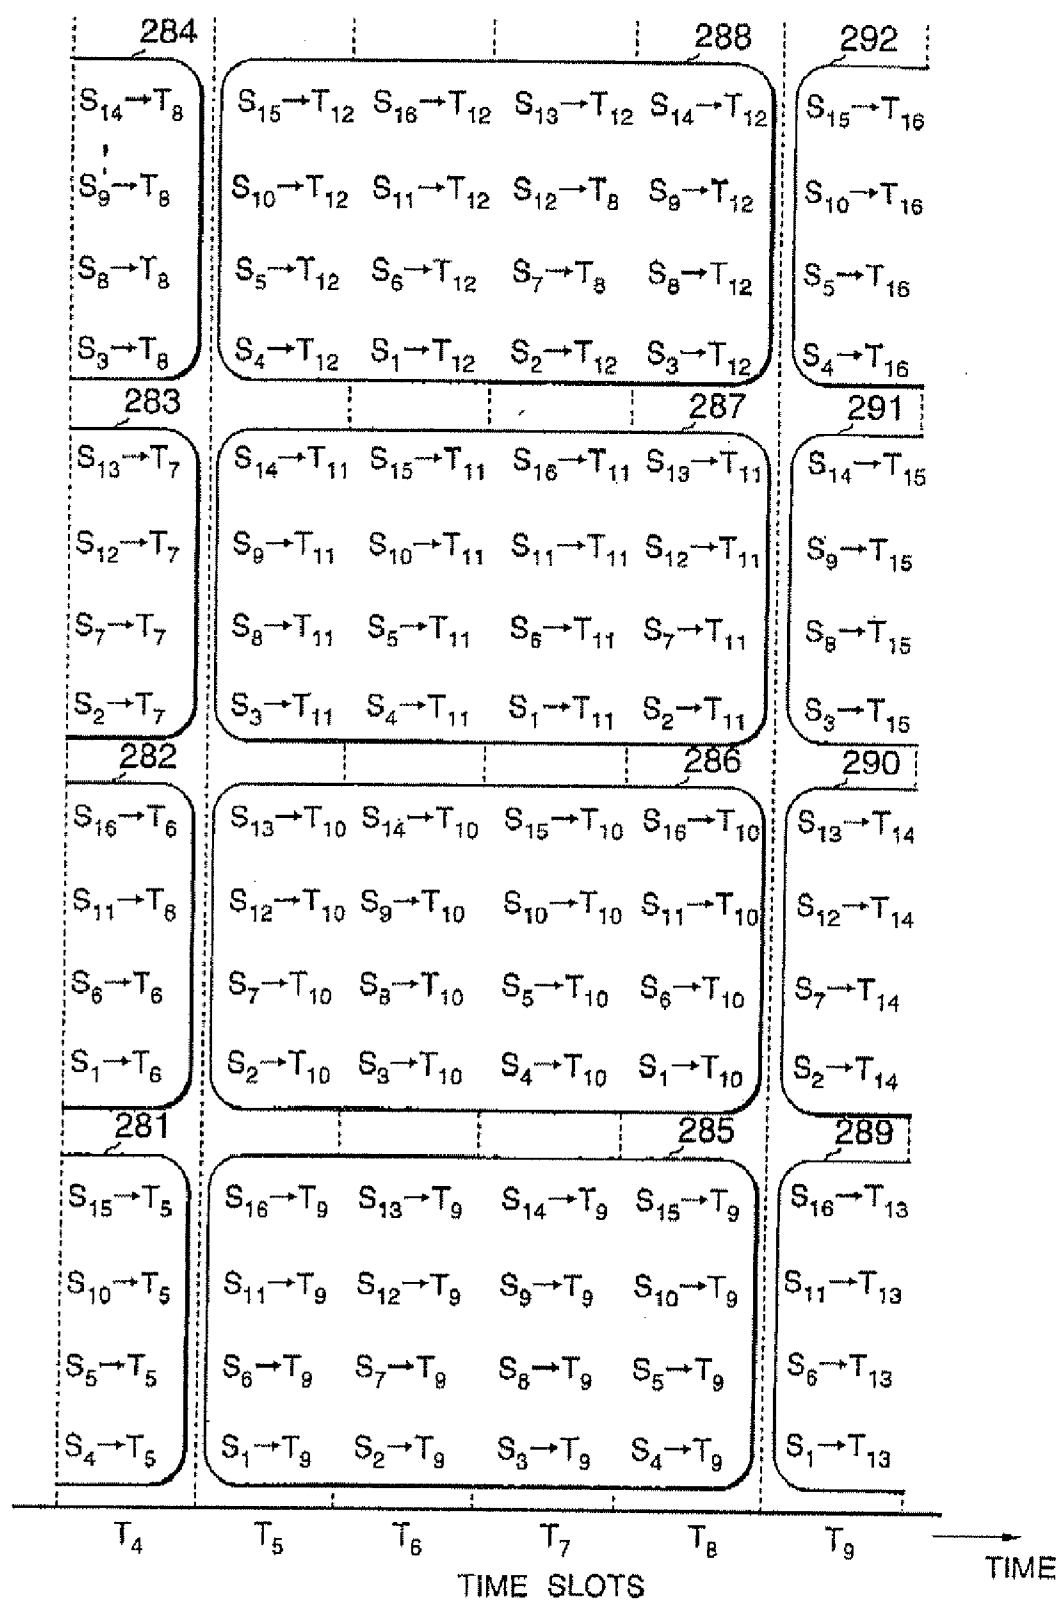 284 288 292
S14→T8 S15→T12 S16→T12 S13→T12 S14→T12 S15→T16
S9→T8 S10→T12 S11→T12 S12→T8 S9→T12 S10→T16
S8→T8 S5→T12 S6→T12 S7→T8 S8→T12 S5→T16
S3→T8 S4→T12 S1→T12 S2→T12 S3→T12 S4→T16
283 287 291
S13→T7 S14→T11 S15→T11 S16→T11 S13→T11 S14→T15
S12→T7 S9→T11 S10→T11 S11→T11 S12→T11 S9→T15
S7→T7 S8→T11 S5→T11 S6→T11 S7→T11 S8→T15
S2→T7 S3→T11 S4→T11 S1→T11 S2→T11 S3→T15
282 286 290
S16→T6 S13→T10 S14→T10 S15→T10 S16→T10 S13→T14
S11→T6 S12→T10 S9→T10 S10→T10 S11→T10 S12→T14
S6→T6 S7→T10 S8→T10 S5→T10 S6→T10 S7→T14
S1→T6 S2→T10 S3→T10 S4→T10 S1→T10 S2→T14
281 285 289
S15→T5 S16→T9 S13→T9 S14→T9 S15→T9 S16→T13
S10→T5 S11→T9 S12→T9 S9→T9 S10→T9 S11→T13
S5→T5 S6→T9 S7→T9 S8→T9 S5→T9 S6→T13
S4→T5 S1→T9 S2→T9 S3→T9 S4→T9 S1→T13
T4 T5 T6 T7 T8 T9
TIME
TIME SLOTS